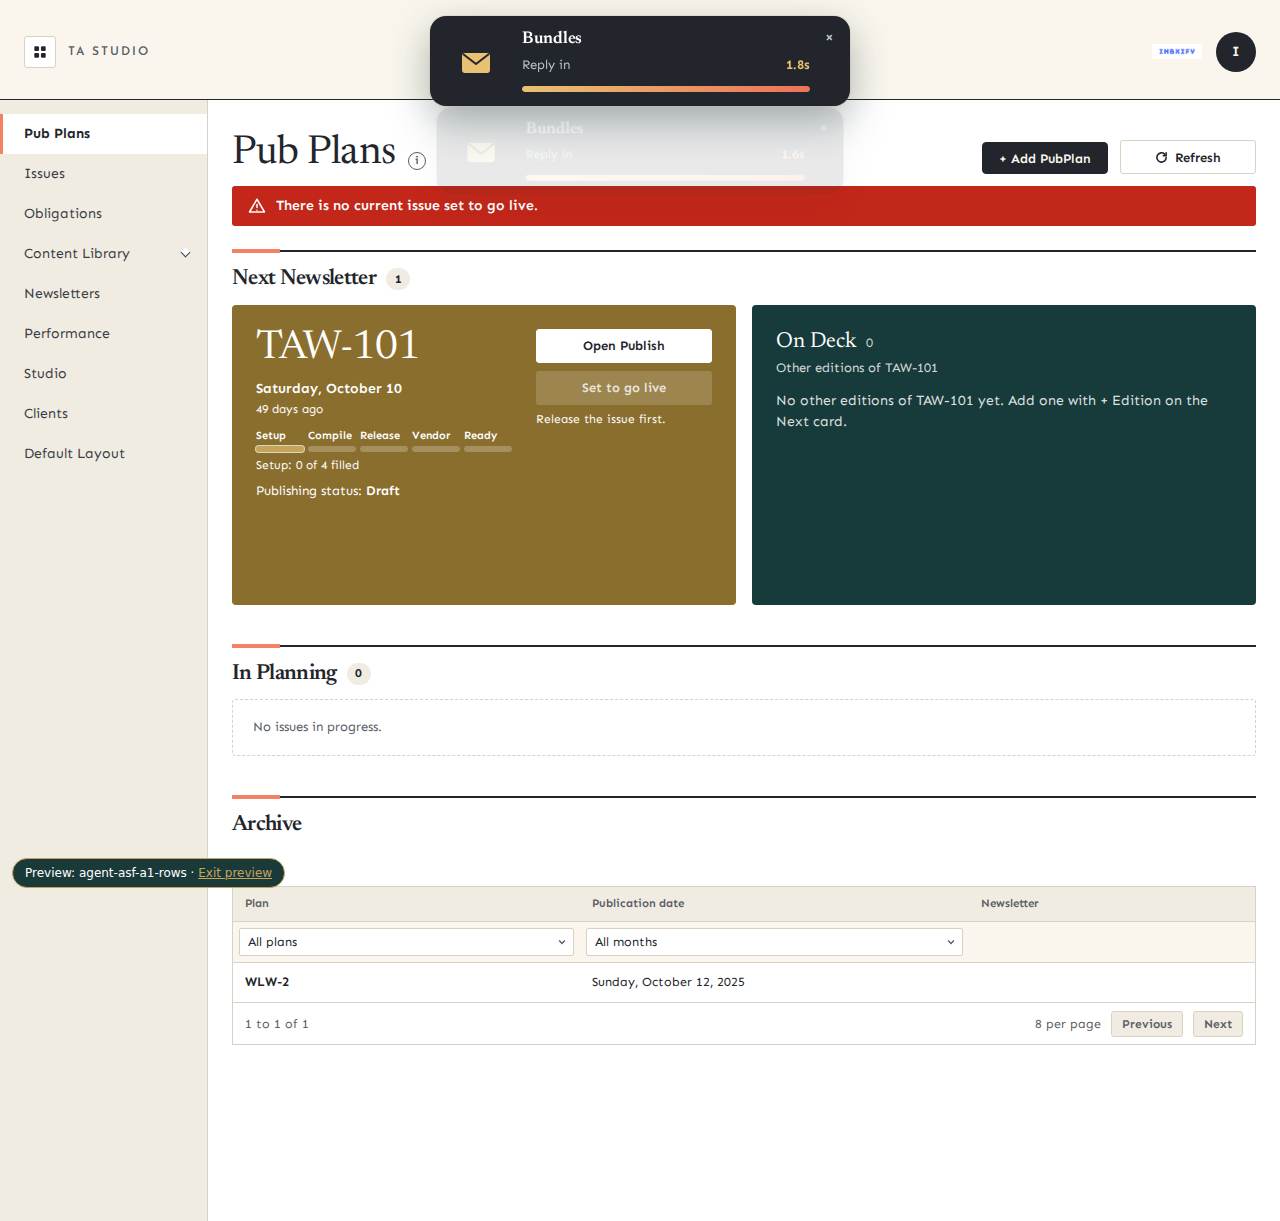 TA STUDIO
Bundles
×
Reply in 1.8s
INBXIFY
I
Pub Plans
Issues
Obligations
Content Library
Newsletters
Performance
Studio
Clients
Default Layout
Pub Plans
i
Bundles
×
Reply in 1.6s
+ Add PubPlan
Refresh
There is no current issue set to go live.
Next Newsletter 1
TAW-101
Saturday, October 10
49 days ago
Setup Compile Release Vendor Ready
Setup: 0 of 4 filled
Publishing status: Draft
Open Publish
Set to go live
Release the issue first.
On Deck 0
Other editions of TAW-101
No other editions of TAW-101 yet. Add one with + Edition on the
Next card.
In Planning 0
No issues in progress.
Archive
Preview: agent-asf-a1-rows · Exit preview
Plan Publication date Newsletter
All plans All months
WLW-2 Sunday, October 12, 2025
1 to 1 of 1 8 per page Previous Next